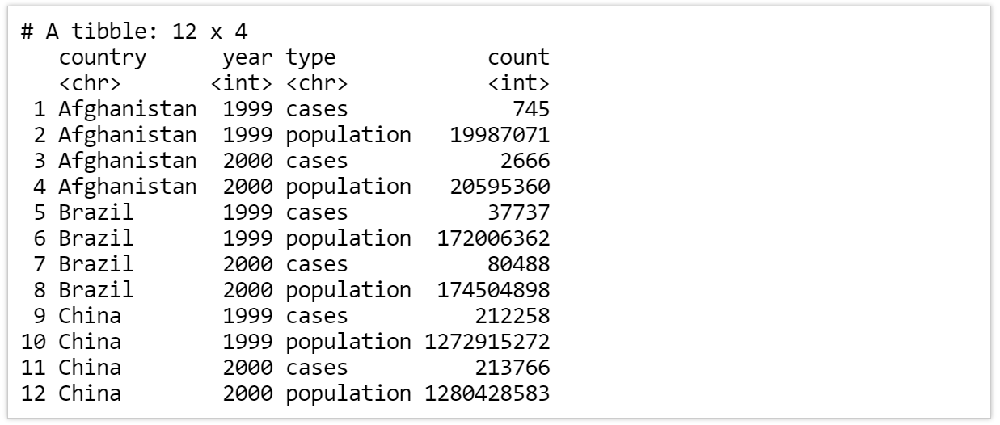 # A tibble: 12 x 4
   country      year type            count
   <chr>       <int> <chr>           <int>
 1 Afghanistan  1999 cases             745
 2 Afghanistan  1999 population   19987071
 3 Afghanistan  2000 cases            2666
 4 Afghanistan  2000 population   20595360
 5 Brazil       1999 cases           37737
 6 Brazil       1999 population  172006362
 7 Brazil       2000 cases           80488
 8 Brazil       2000 population  174504898
 9 China        1999 cases          212258
10 China        1999 population 1272915272
11 China        2000 cases          213766
12 China        2000 population 1280428583